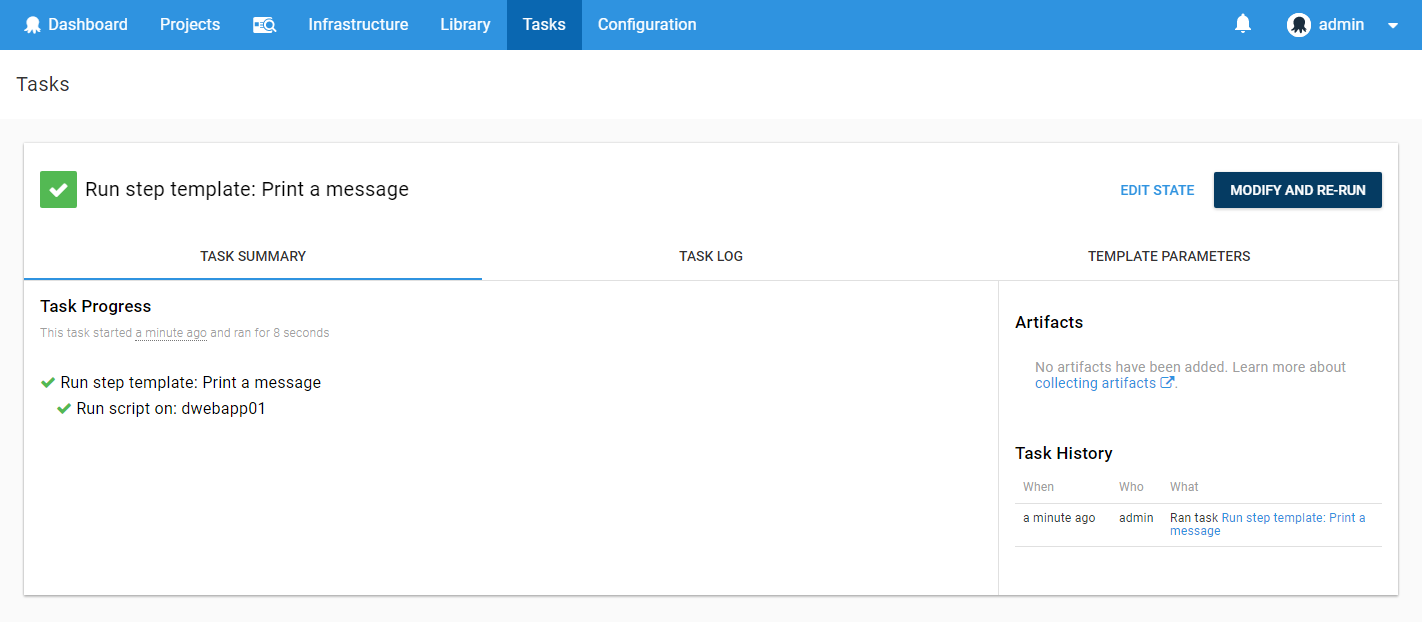 Dashboard Projects Infrastructure Library Tasks Configuration admin
Tasks
Run step template: Print a message
EDIT STATE MODIFY AND RE-RUN
TASK SUMMARY TASK LOG TEMPLATE PARAMETERS
Task Progress
This task started a minute ago and ran for 8 seconds
Run step template: Print a message
Run script on: dwebapp01
Artifacts
No artifacts have been added. Learn more about
collecting artifacts.
Task History
When Who What
a minute ago admin Ran task Run step template: Print a
message